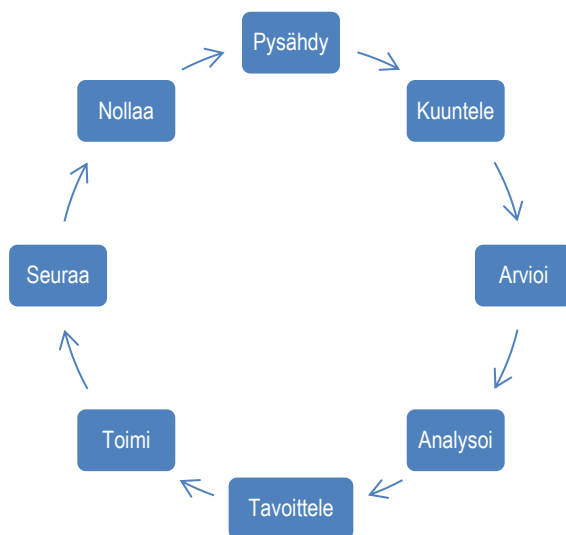 Pysähdy
Kuuntele
Arvioi
Analysoi
Tavoittele
Toimi
Seuraa
Nollaa